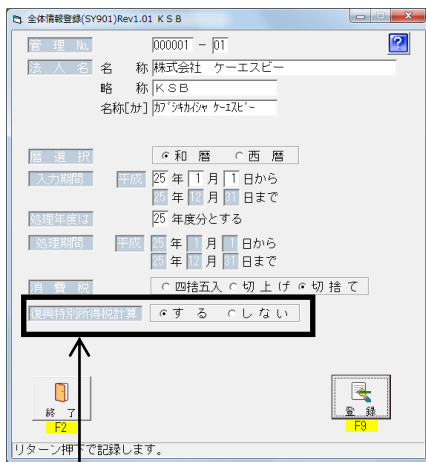 全体情報登録(SY901)Rev1.01 K S B
管 理 No. 000001 - 01
法 人 名 名 称 株式会社 ケーエスビー
略 称 K S B
名称[ｶﾅ] ｶﾌﾞｼｷｶｲｼｬ ｹｰｴｽﾋﾞｰ
暦 選 択 和 暦 西 暦
入力期間 平成 25 年 1 月 1 日から
25 年 12 月 31 日まで
処理年度は 25 年度分とする
処理期間 平成 25 年 1 月 1 日から
25 年 12 月 31 日まで
消 費 税 四捨五入 切 上 げ 切 捨 て
復興特別所得税計算 す る し な い
終 了 登 録
F2 F9
リターン押下で記録します。